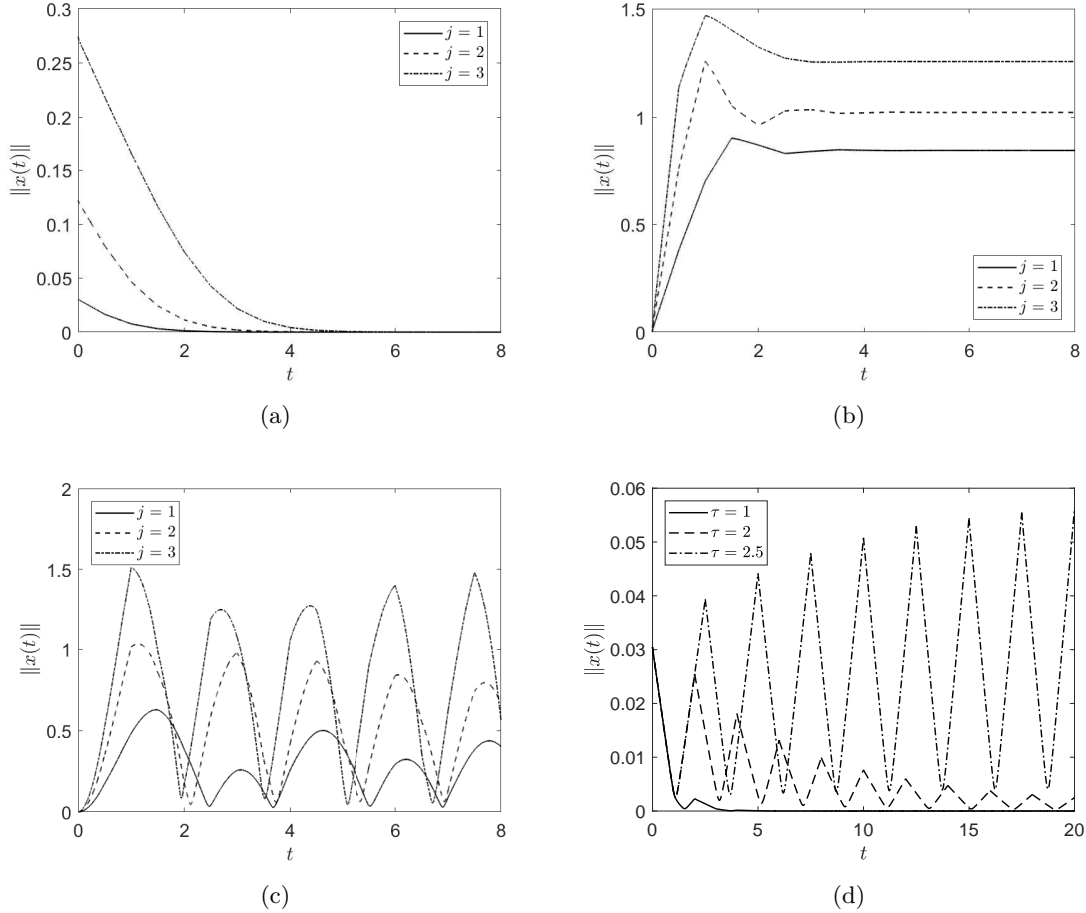 0.3
0.25
0.2
0.15
0.1
0.05
0
‖x(t)‖
j = 1
j = 2
j = 3
0 2 4 6 8
t
(a)
1.5
1
0.5
0
‖x(t)‖
j = 1
j = 2
j = 3
0 2 4 6 8
t
(b)
2
1.5
1
0.5
0
‖x(t)‖
j = 1
j = 2
j = 3
0 2 4 6 8
t
(c)
0.06
0.05
0.04
0.03
0.02
0.01
0
‖x(t)‖
τ = 1
τ = 2
τ = 2.5
0 5 10 15 20
t
(d)